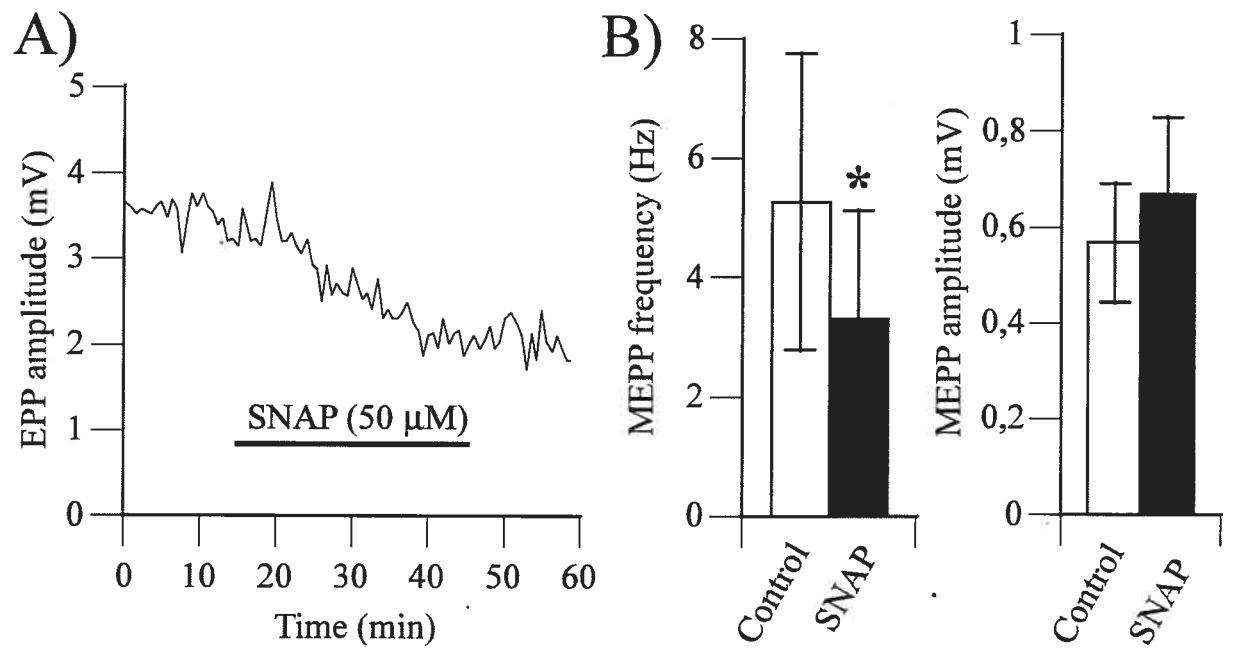 A)
EPP amplitude (mV)
5
4
3
2
1
0
SNAP (50 µM)
0 10 20 30 40 50 60
Time (min)
B)
MEPP frequency (Hz)
8
6
4
2
0
*
Control
SNAP
MEPP amplitude (mV)
1
0,8
0,6
0,4
0,2
0
Control
SNAP